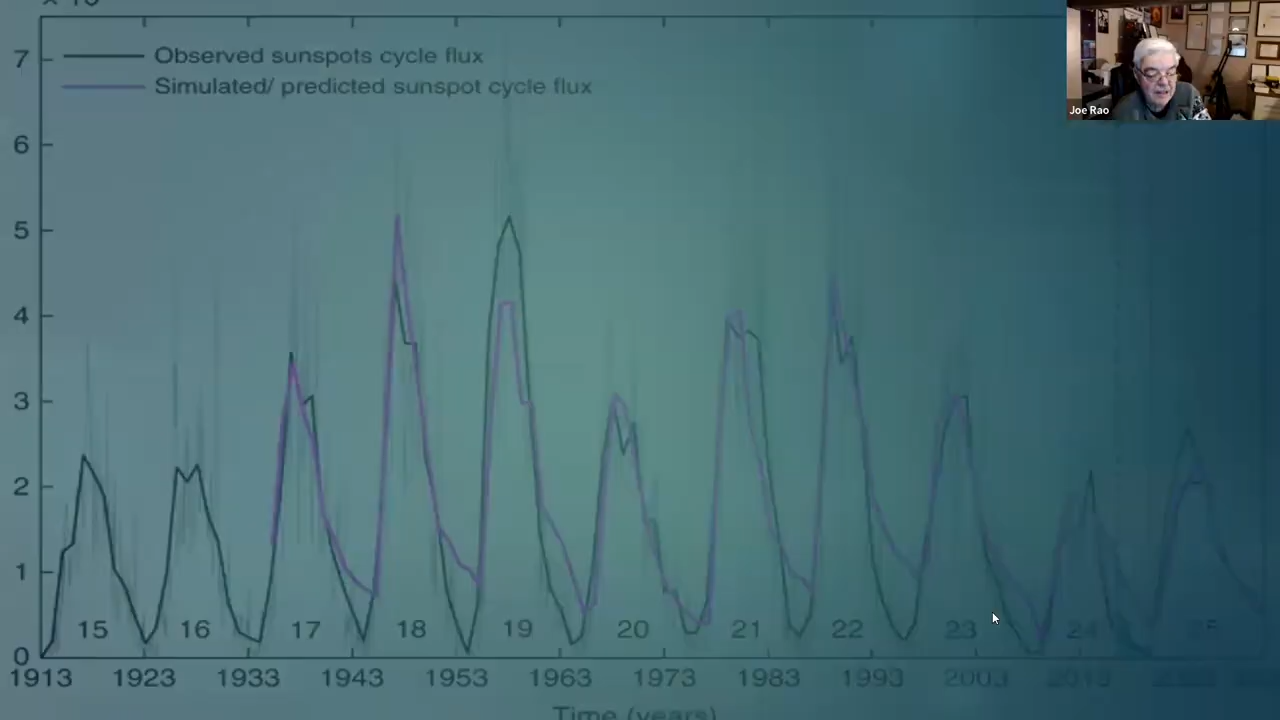 7
Observed sunspots cycle flux
Simulated/ predicted sunspot cycle flux
Joe Rao
6
5
4
3
2
1
15 16 17 18 19 20 21 22 23 24
0
1913 1923 1933 1943 1953 1963 1973 1983 1993 2003 2013
Time (years)